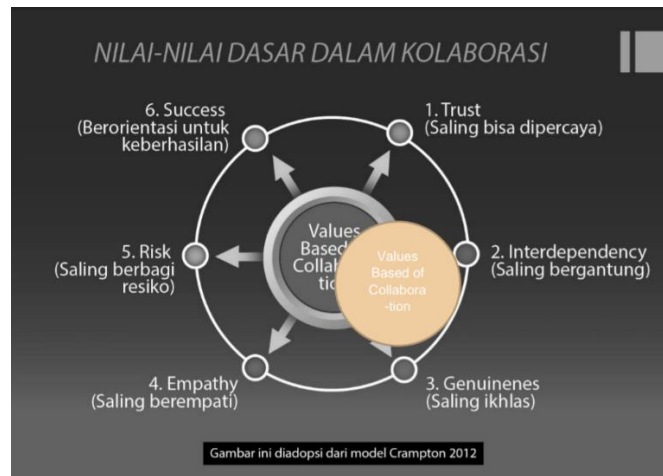 NILAI-NILAI DASAR DALAM KOLABORASI
6. Success
(Berorientasi untuk
keberhasilan)
1. Trust
(Saling bisa dipercaya)
5. Risk
(Saling berbagi
resiko)
Values
Based
Collab
tio
Values
Based of
Collabora
-tion
2. Interdependency
(Saling bergantung)
4. Empathy
(Saling berempati)
3. Genuinenes
(Saling ikhlas)
Gambar ini diadopsi dari model Crampton 2012